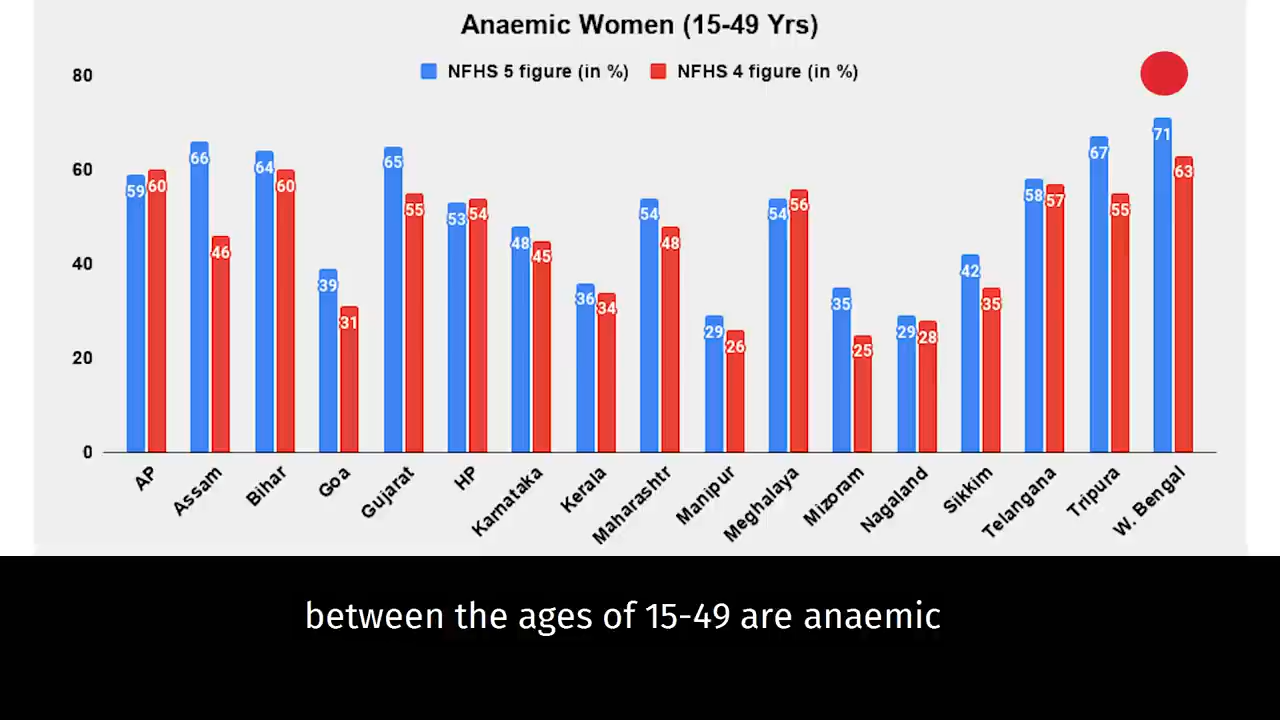 Anaemic Women (15-49 Yrs)
NFHS 5 figure (in %) NFHS 4 figure (in %)
80
60
40
20
0
59 60 66 46 64 60 39 31 65 55 53 54 48 45 36 34 54 48 29 26 54 56 35 25 29 28 42 35 58 57 67 55 71 63
AP Assam Bihar Goa Gujarat HP Karnataka Kerala Maharashtr Manipur Meghalaya Mizoram Nagaland Sikkim Telangana Tripura W. Bengal
between the ages of 15-49 are anaemic